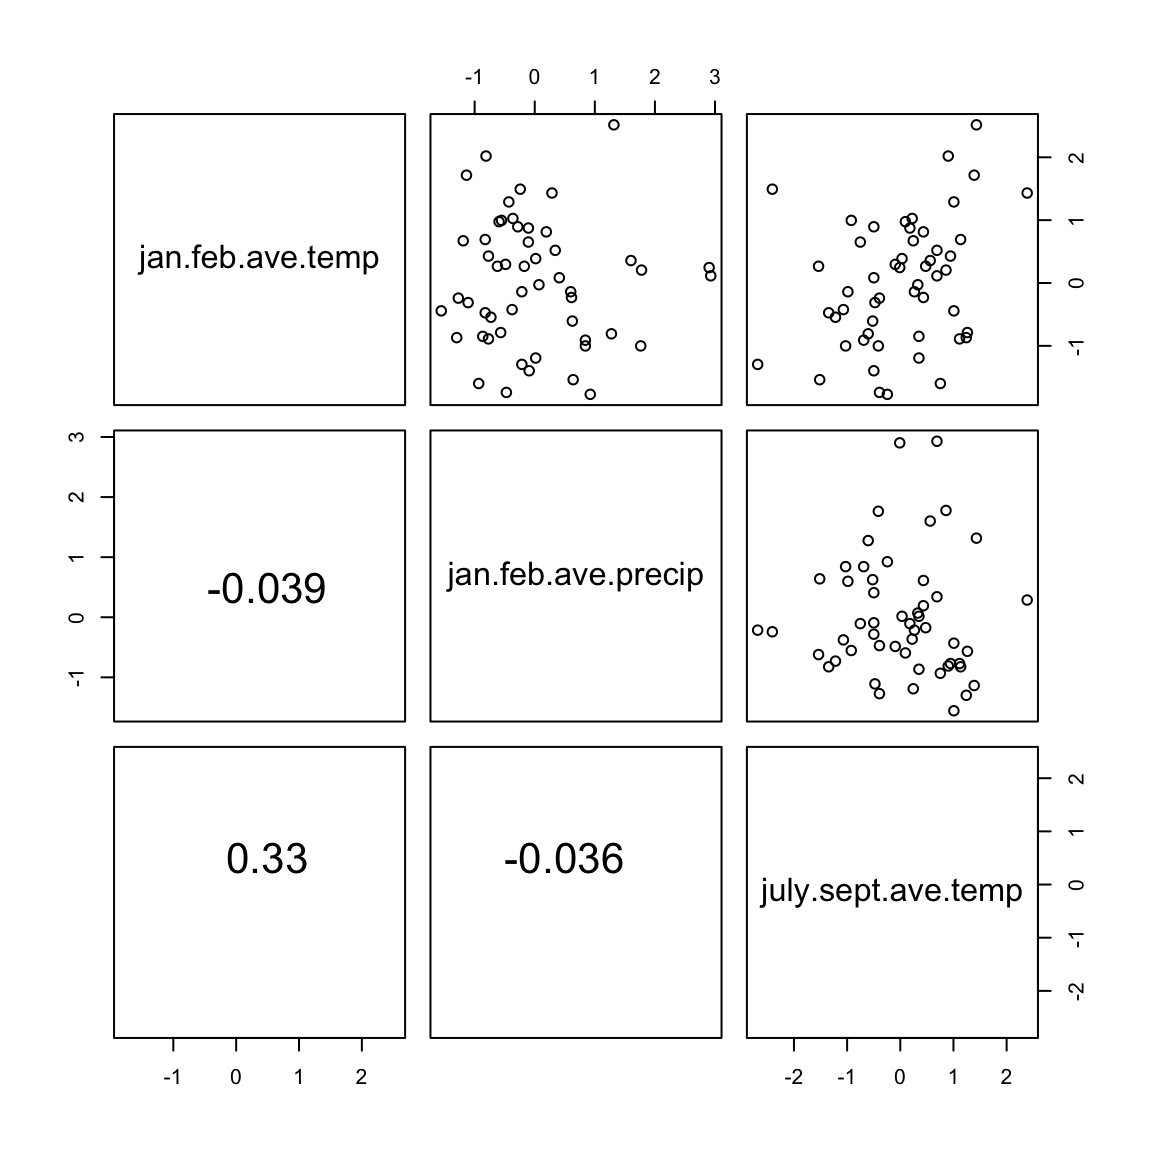 -1 0 1 2 3
jan.feb.ave.temp
2
1
0
-1
3
2
1
0
-1
-0.039
jan.feb.ave.precip
0.33
-0.036
july.sept.ave.temp
2
1
0
-1
-2
-1 0 1 2
-2 -1 0 1 2